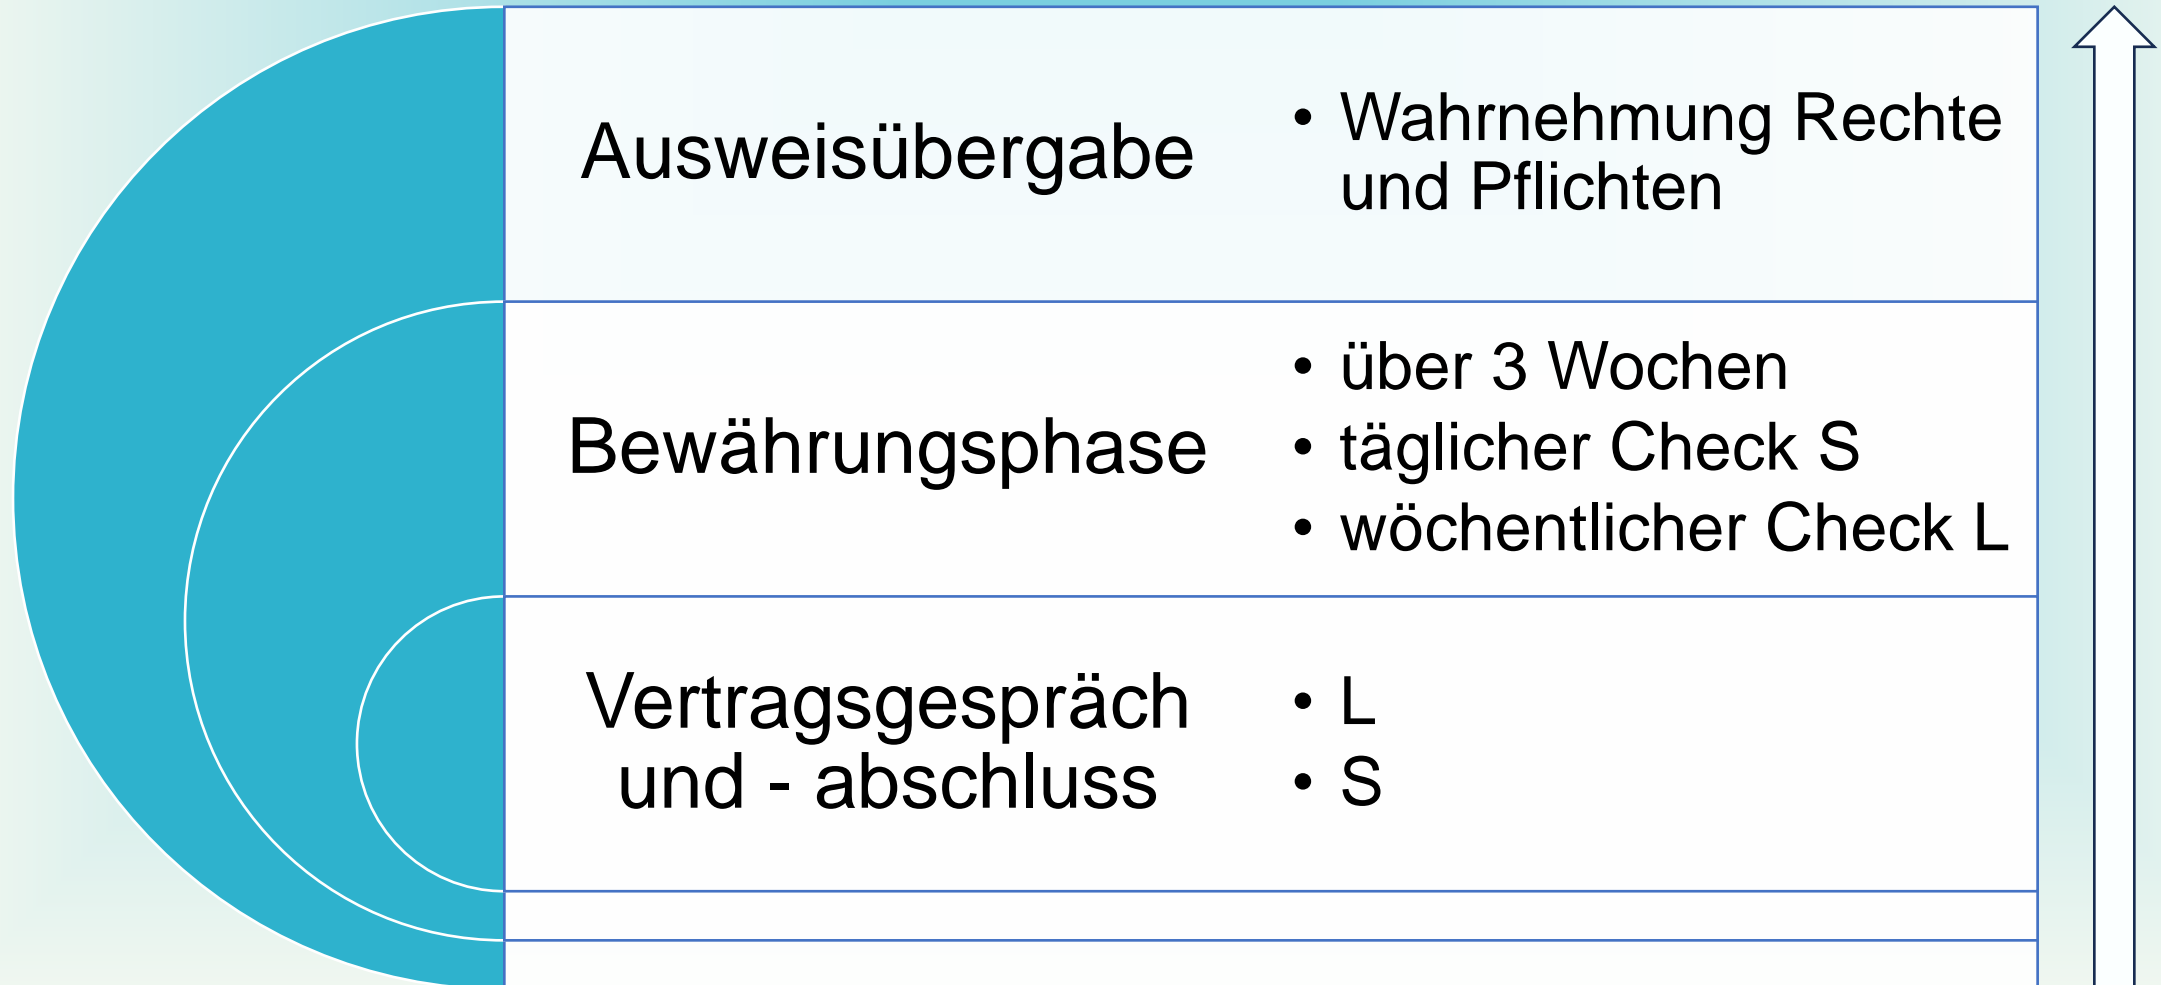 Ausweisübergabe
• Wahrnehmung Rechte
und Pflichten
Bewährungsphase
• über 3 Wochen
• täglicher Check S
• wöchentlicher Check L
Vertragsgespräch
und - abschluss
• L
• S